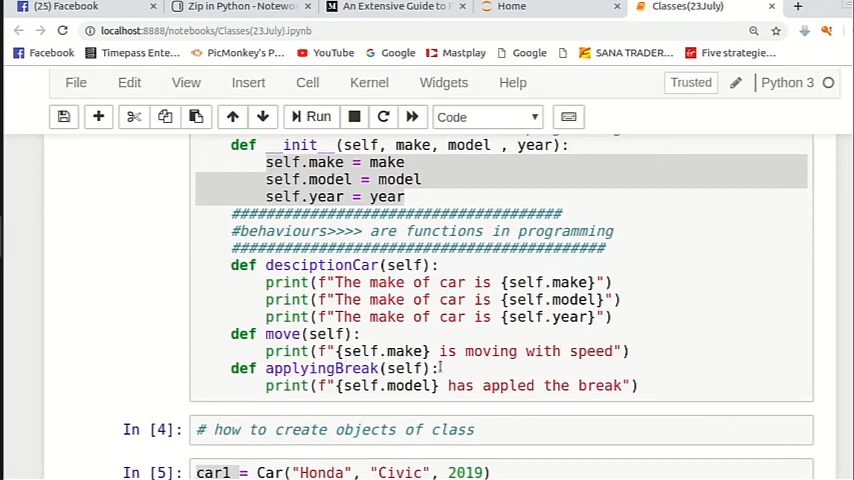 (25) Facebook × Zip in Python - Notewo × An Extensive Guide to × Home × Classes(23July) × +
localhost:8888/notebooks/Classes(23July).ipynb
Facebook Timepass Ente... PicMonkey's Pho... YouTube Google Mastplay Google SANA TRADER... Five strategie...
File Edit View Insert Cell Kernel Widgets Help Trusted Python 3
Run Code
def __init__(self, make, model , year):
self.make = make
self.model = model
self.year = year
######################################
#behaviours>>>> are functions in programming
###########################################
def desciptionCar(self):
print(f"The make of car is {self.make}")
print(f"The make of car is {self.model}")
print(f"The make of car is {self.year}")
def move(self):
print(f"{self.make} is moving with speed")
def applyingBreak(self):
print(f"{self.model} has appled the break")
In [4]: # how to create objects of class
In [5]: car1 = Car("Honda", "Civic", 2019)